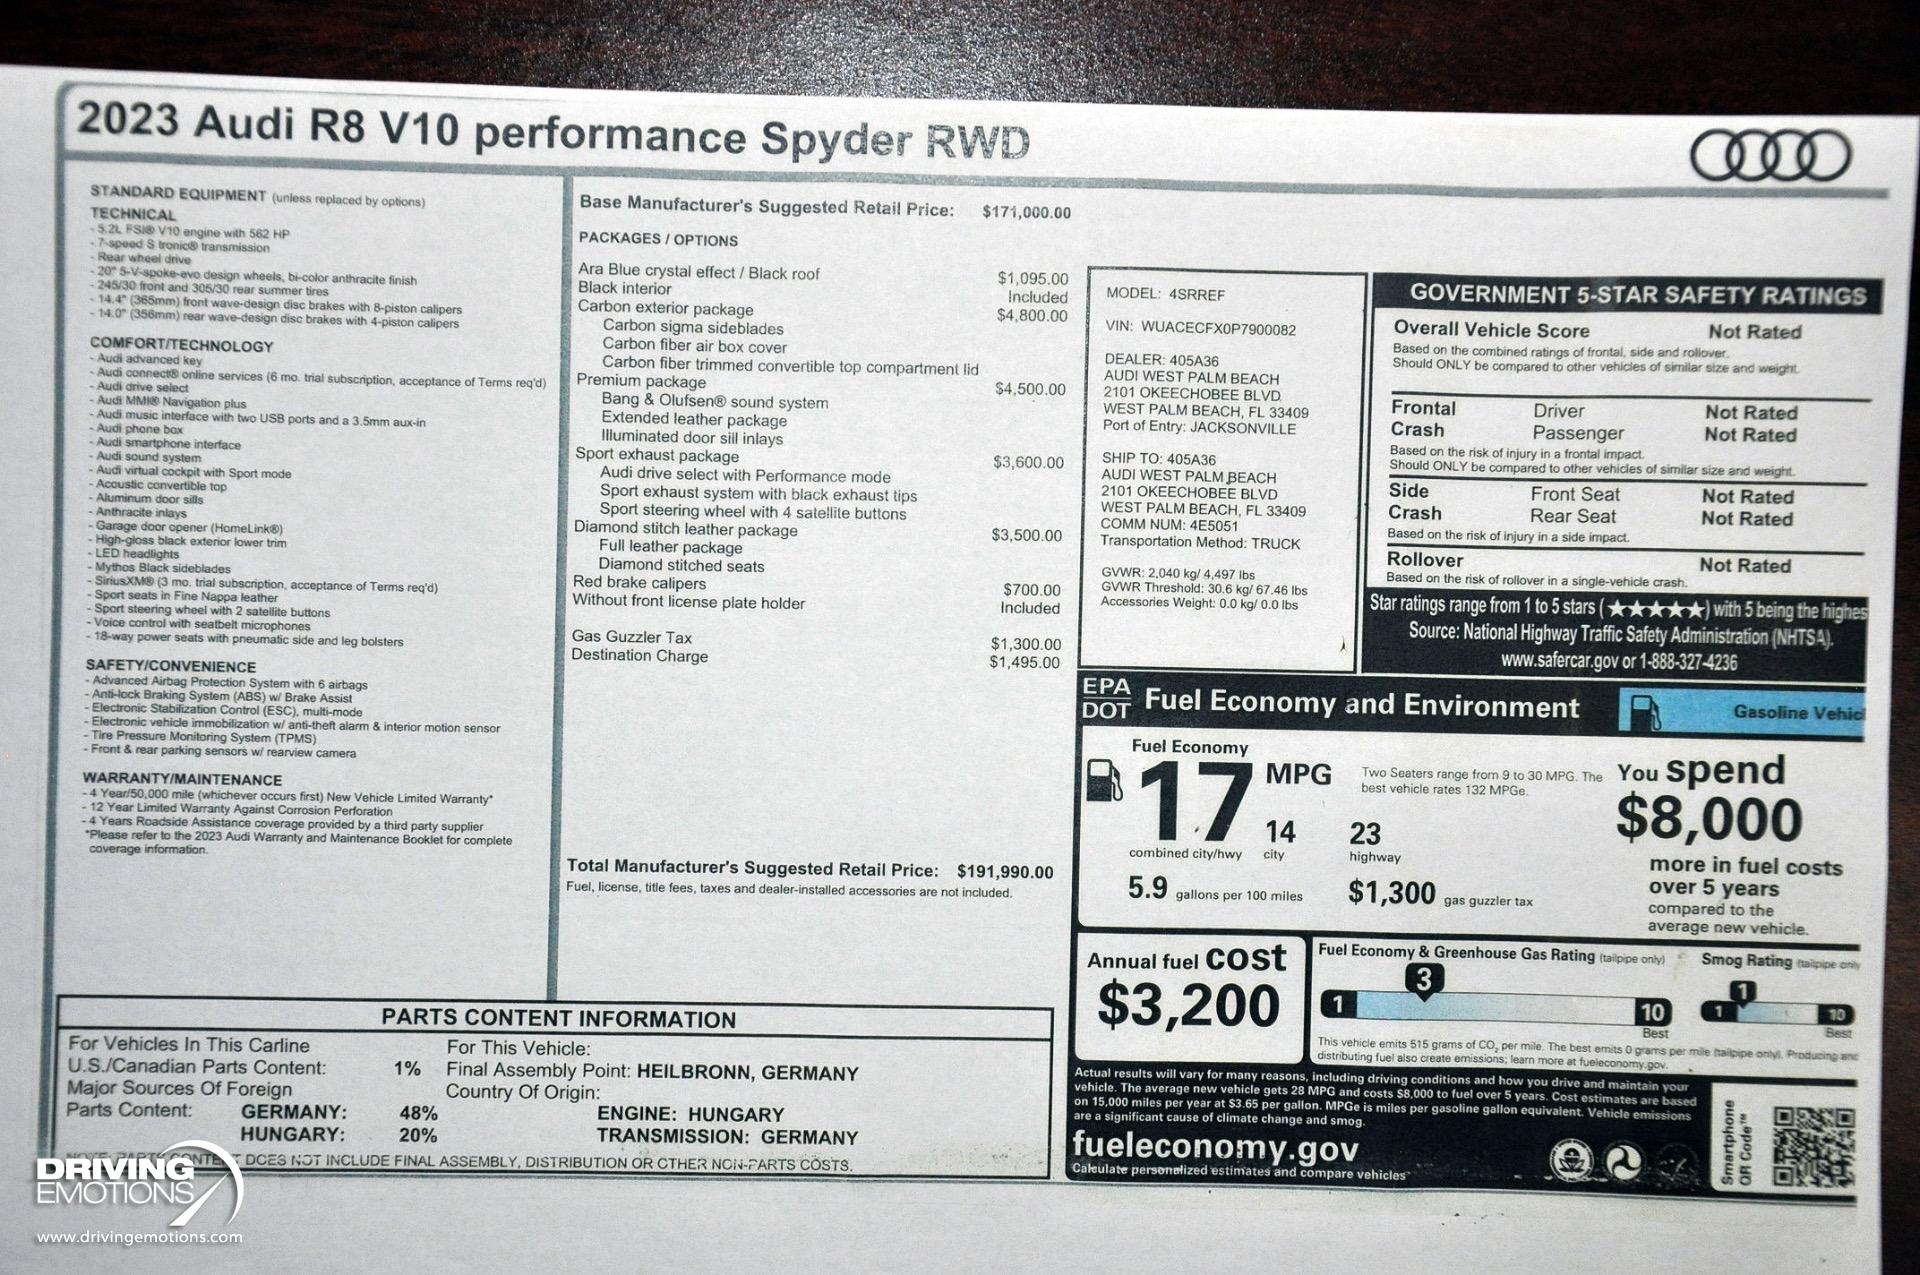 2023 Audi R8 V10 performance Spyder RWD
STANDARD EQUIPMENT (unless replaced by options)
TECHNICAL
- 5.2L FSI® V10 engine with 562 HP
- 7-speed S tronic® transmission
- Rear wheel drive
- 20" 5-V-spoke-evo design wheels, bi-color anthracite finish
- 245/30 front and 305/30 rear summer tires
- 14.4" (365mm) front wave-design disc brakes with 8-piston calipers
- 14.0" (356mm) rear wave-design disc brakes with 4-piston calipers
COMFORT/TECHNOLOGY
- Audi advanced key
- Audi connect® online services (6 mo. trial subscription, acceptance of Terms req'd)
- Audi drive select
- Audi MMI® Navigation plus
- Audi music interface with two USB ports and a 3.5mm aux-in
- Audi phone box
- Audi smartphone interface
- Audi sound system
- Audi virtual cockpit with Sport mode
- Acoustic convertible top
- Aluminum door sills
- Anthracite inlays
- Garage door opener (HomeLink®)
- High-gloss black exterior lower trim
- LED headlights
- Mythos Black sideblades
- SiriusXM® (3 mo. trial subscription, acceptance of Terms req'd)
- Sport seats in Fine Nappa leather
- Sport steering wheel with 2 satellite buttons
- Voice control with seatbelt microphones
- 18-way power seats with pneumatic side and leg bolsters
SAFETY/CONVENIENCE
- Advanced Airbag Protection System with 6 airbags
- Anti-lock Braking System (ABS) w/ Brake Assist
- Electronic Stabilization Control (ESC), multi-mode
- Electronic vehicle immobilization w/ anti-theft alarm & interior motion sensor
- Tire Pressure Monitoring System (TPMS)
- Front & rear parking sensors w/ rearview camera
WARRANTY/MAINTENANCE
- 4 Year/50,000 mile (whichever occurs first) New Vehicle Limited Warranty*
- 12 Year Limited Warranty Against Corrosion Perforation
- 4 Years Roadside Assistance coverage provided by a third party supplier
*Please refer to the 2023 Audi Warranty and Maintenance Booklet for complete
coverage information.
Base Manufacturer's Suggested Retail Price: $171,000.00
PACKAGES / OPTIONS
Ara Blue crystal effect / Black roof $1,095.00
Black interior Included
Carbon exterior package $4,800.00
Carbon sigma sideblades
Carbon fiber air box cover
Carbon fiber trimmed convertible top compartment lid
Premium package $4,500.00
Bang & Olufsen® sound system
Extended leather package
Illuminated door sill inlays
Sport exhaust package $3,600.00
Audi drive select with Performance mode
Sport exhaust system with black exhaust tips
Sport steering wheel with 4 satellite buttons
Diamond stitch leather package $3,500.00
Full leather package
Diamond stitched seats
Red brake calipers $700.00
Without front license plate holder Included
Gas Guzzler Tax $1,300.00
Destination Charge $1,495.00
Total Manufacturer's Suggested Retail Price: $191,990.00
Fuel, license, title fees, taxes and dealer-installed accessories are not included.
MODEL: 4SRREF
VIN: WUACECFX0P7900082
DEALER: 405A36
AUDI WEST PALM BEACH
2101 OKEECHOBEE BLVD
WEST PALM BEACH, FL 33409
Port of Entry: JACKSONVILLE
SHIP TO: 405A36
AUDI WEST PALM BEACH
2101 OKEECHOBEE BLVD
WEST PALM BEACH, FL 33409
COMM NUM: 4E5051
Transportation Method: TRUCK
GVWR: 2,040 kg/ 4,497 lbs
GVWR Threshold: 30.6 kg/ 67.46 lbs
Accessories Weight: 0.0 kg/ 0.0 lbs
GOVERNMENT 5-STAR SAFETY RATINGS
Overall Vehicle Score Not Rated
Based on the combined ratings of frontal, side and rollover.
Should ONLY be compared to other vehicles of similar size and weight.
Frontal Driver Not Rated
Crash Passenger Not Rated
Based on the risk of injury in a frontal impact.
Should ONLY be compared to other vehicles of similar size and weight.
Side Front Seat Not Rated
Crash Rear Seat Not Rated
Based on the risk of injury in a side impact.
Rollover Not Rated
Based on the risk of rollover in a single-vehicle crash.
Star ratings range from 1 to 5 stars (★★★★★) with 5 being the highes
Source: National Highway Traffic Safety Administration (NHTSA).
www.safercar.gov or 1-888-327-4236
EPA
DOT
Fuel Economy and Environment
Gasoline Vehic
Fuel Economy
17 MPG
combined city/hwy
14
city
23
highway
Two Seaters range from 9 to 30 MPG. The
best vehicle rates 132 MPGe.
5.9 gallons per 100 miles
$1,300 gas guzzler tax
You spend
$8,000
more in fuel costs
over 5 years
compared to the
average new vehicle.
Annual fuel cost
$3,200
Fuel Economy & Greenhouse Gas Rating (tailpipe only)
3
1
10
Best
Smog Rating (tailpipe only
1
1
10
Best
This vehicle emits 515 grams of CO2 per mile. The best emits 0 grams per mile (tailpipe only). Producing and
distributing fuel also create emissions; learn more at fueleconomy.gov.
Actual results will vary for many reasons, including driving conditions and how you drive and maintain your
vehicle. The average new vehicle gets 28 MPG and costs $8,000 to fuel over 5 years. Cost estimates are based
on 15,000 miles per year at $3.65 per gallon. MPGe is miles per gasoline gallon equivalent. Vehicle emissions
are a significant cause of climate change and smog.
fueleconomy.gov
Calculate personalized estimates and compare vehicles
Smartphone
QR Code™
PARTS CONTENT INFORMATION
For Vehicles In This Carline
U.S./Canadian Parts Content: 1%
Major Sources Of Foreign
Parts Content: GERMANY: 48%
HUNGARY: 20%
For This Vehicle:
Final Assembly Point: HEILBRONN, GERMANY
Country Of Origin:
ENGINE: HUNGARY
TRANSMISSION: GERMANY
NOTE: PARTS CONTENT DOES NOT INCLUDE FINAL ASSEMBLY, DISTRIBUTION OR OTHER NON-PARTS COSTS.
DRIVING
EMOTIONS
www.drivingemotions.com